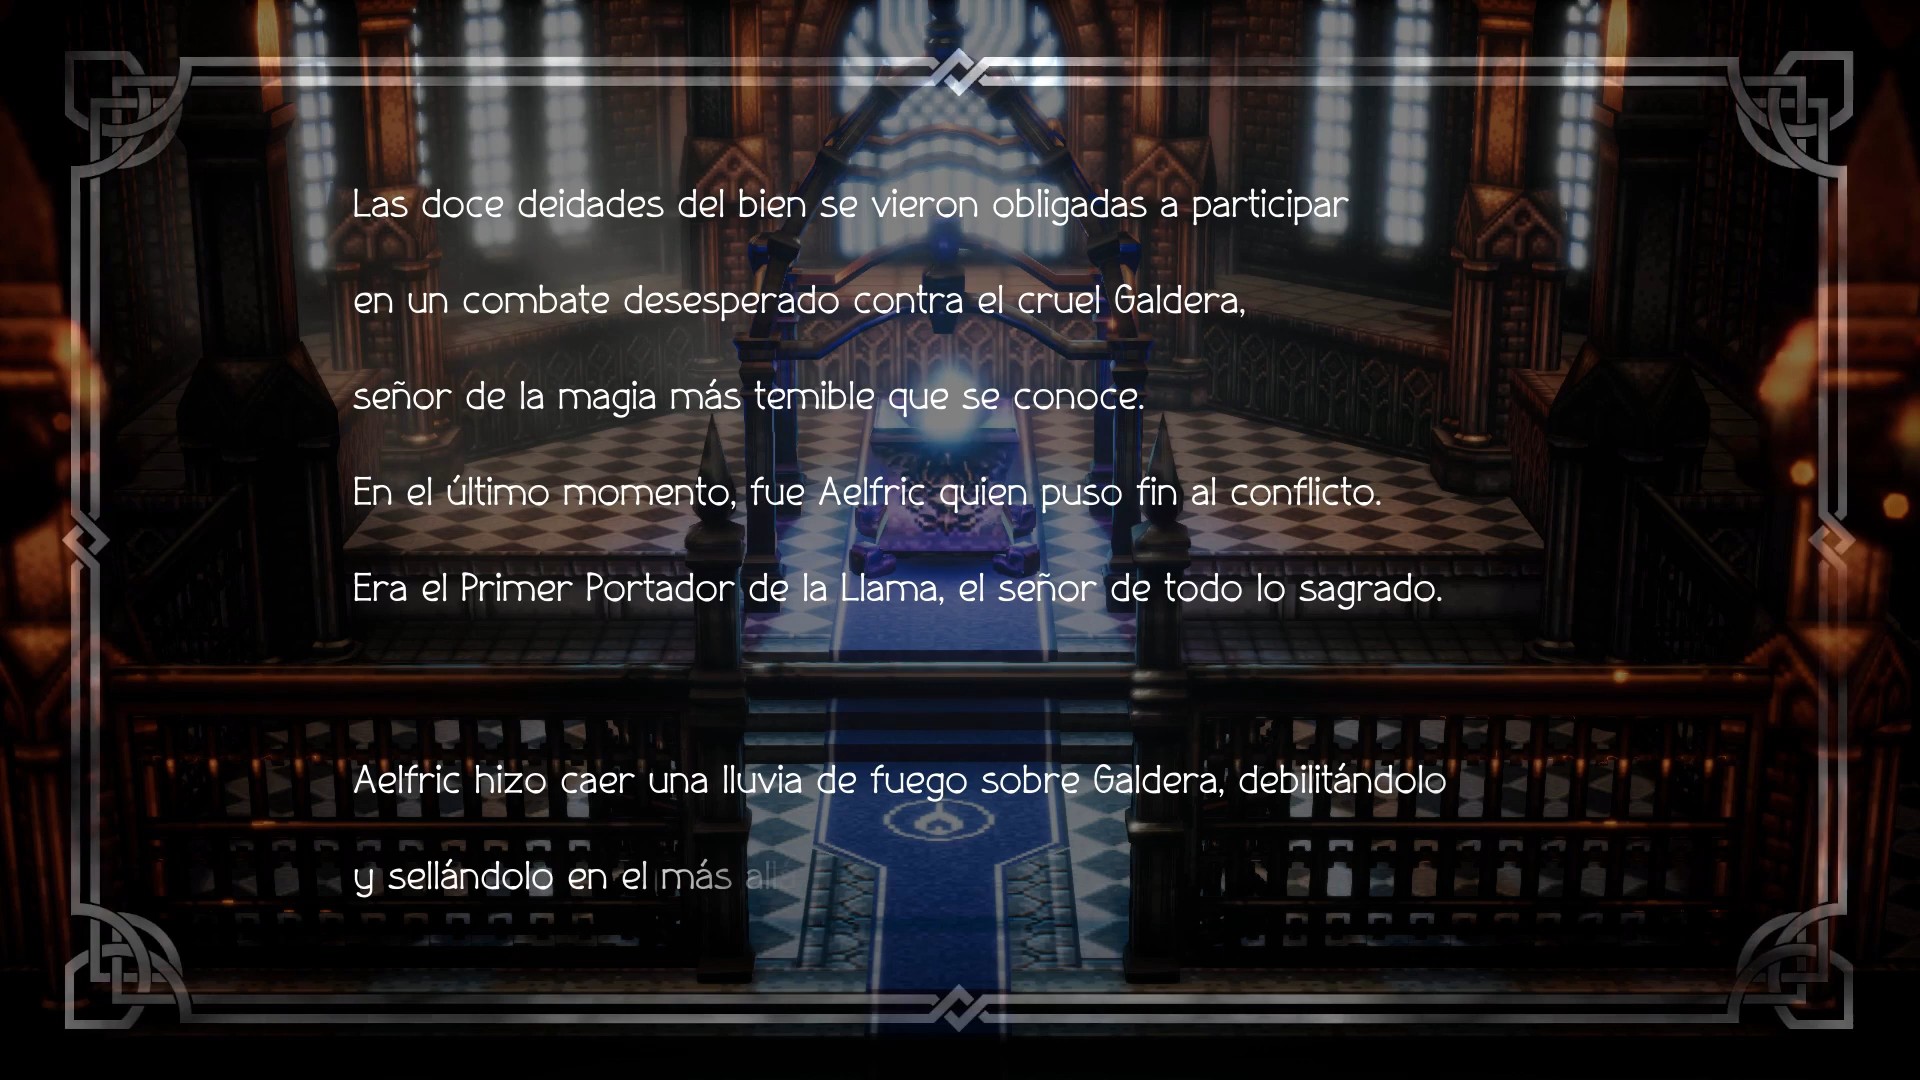 Las doce deidades del bien se vieron obligadas a participar
en un combate desesperado contra el cruel Galdera,
señor de la magia más temible que se conoce.
En el último momento, fue Aelfric quien puso fin al conflicto.
Era el Primer Portador de la Llama, el señor de todo lo sagrado.
Aelfric hizo caer una lluvia de fuego sobre Galdera, debilitándolo
y sellándolo en el más allá